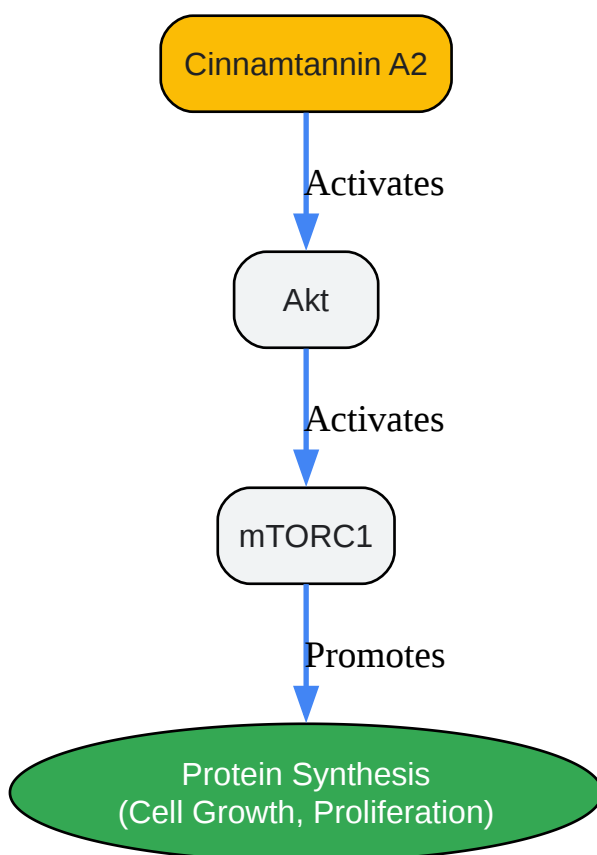 Cinnamtannin A2
Activates
Akt
Activates
mTORC1
Promotes
Protein Synthesis
(Cell Growth, Proliferation)